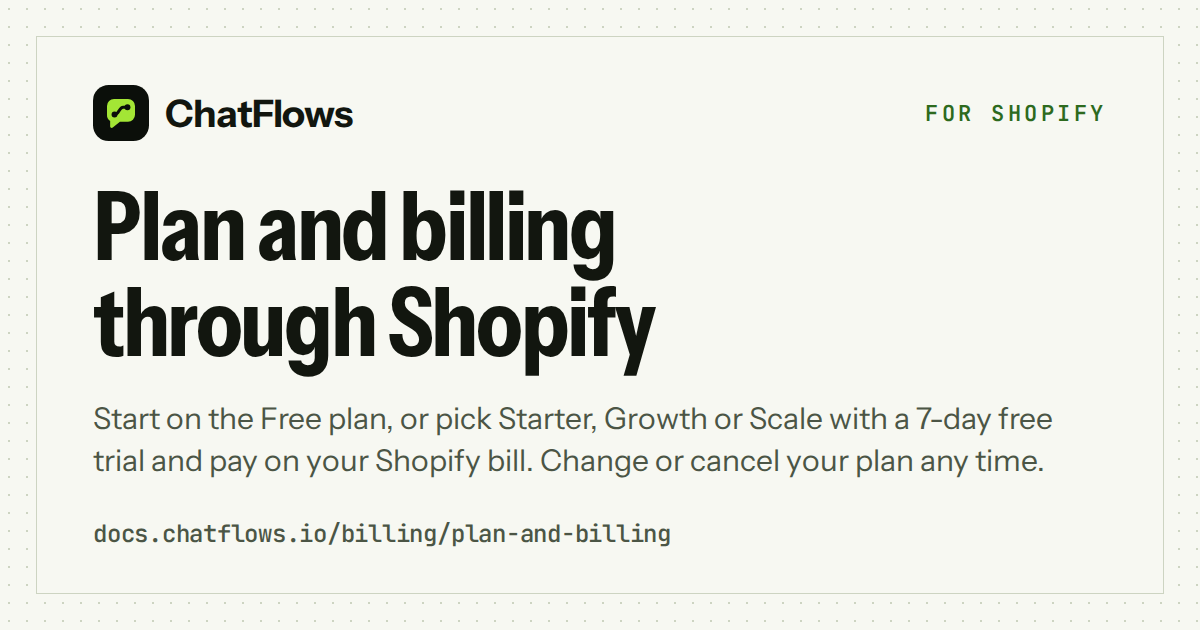 ChatFlows
FOR SHOPIFY
Plan and billing
through Shopify
Start on the Free plan, or pick Starter, Growth or Scale with a 7-day free
trial and pay on your Shopify bill. Change or cancel your plan any time.
docs.chatflows.io/billing/plan-and-billing